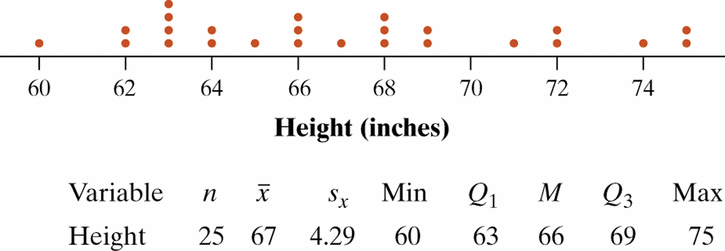 60 62 64 66 68 70 72 74
Height (inches)
Variable n x̄ sₓ Min Q₁ M Q₃ Max
Height 25 67 4.29 60 63 66 69 75